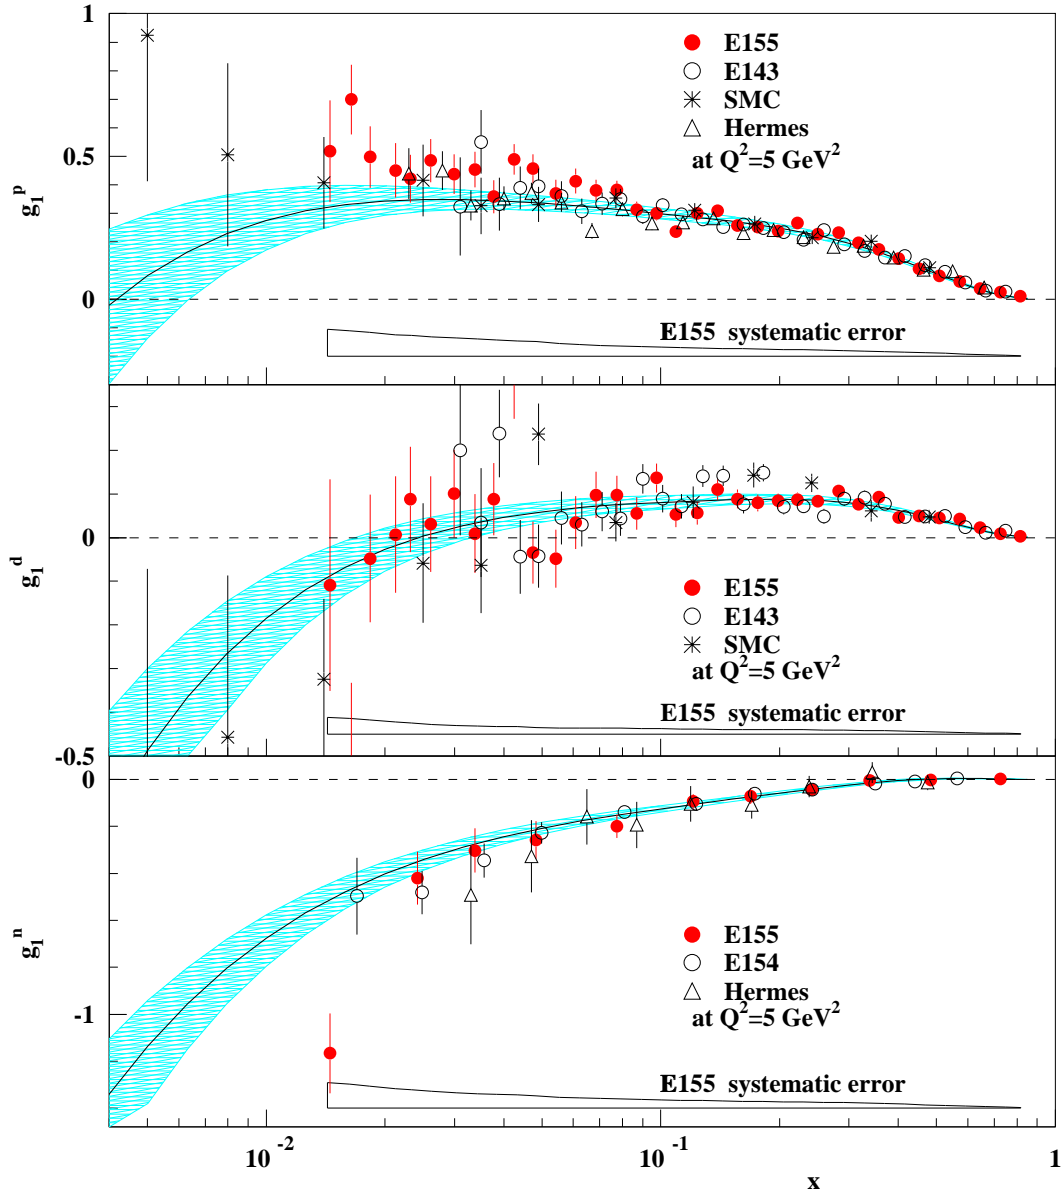 1
E155
E143
SMC
Hermes
at Q²=5 GeV²
0.5
g₁ᵖ
0
E155 systematic error
0
g₁ᵈ
E155
E143
SMC
at Q²=5 GeV²
E155 systematic error
-0.5
0
g₁ⁿ
E155
E154
Hermes
at Q²=5 GeV²
-1
E155 systematic error
10⁻²
10⁻¹
1
x